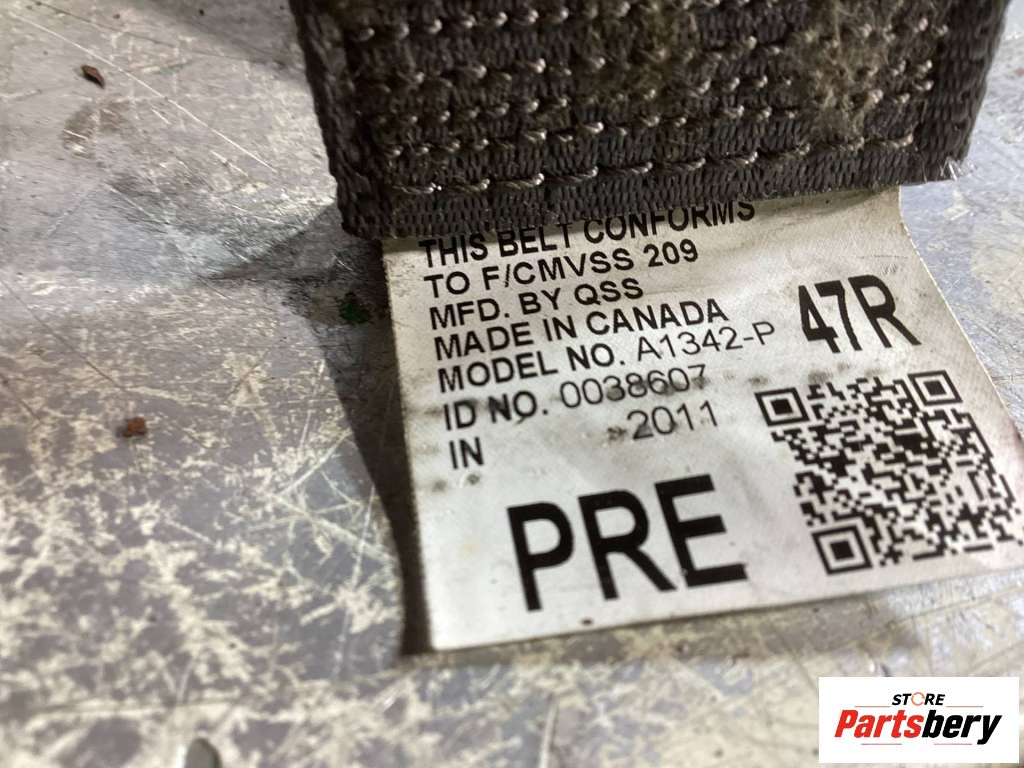 THIS BELT CONFORMS
TO F/CMVSS 209
MFD. BY QSS
MADE IN CANADA
MODEL NO. A1342-P
47R
ID NO. 0038607
IN 2011
PRE
STORE
Partsbery